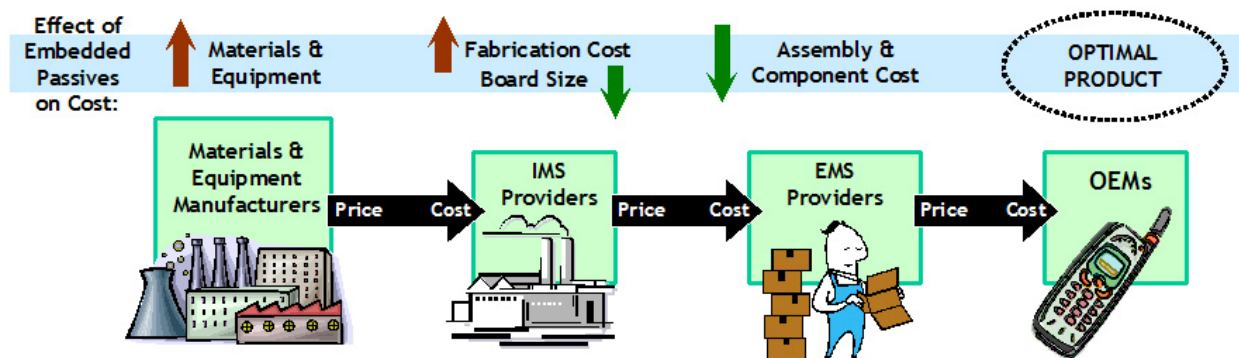 Effect of
Embedded
Passives
on Cost:
Materials &
Equipment
Fabrication Cost
Board Size
Assembly &
Component Cost
OPTIMAL
PRODUCT
Materials &
Equipment
Manufacturers
Price Cost
IMS
Providers
Price Cost
EMS
Providers
Price Cost
OEMs